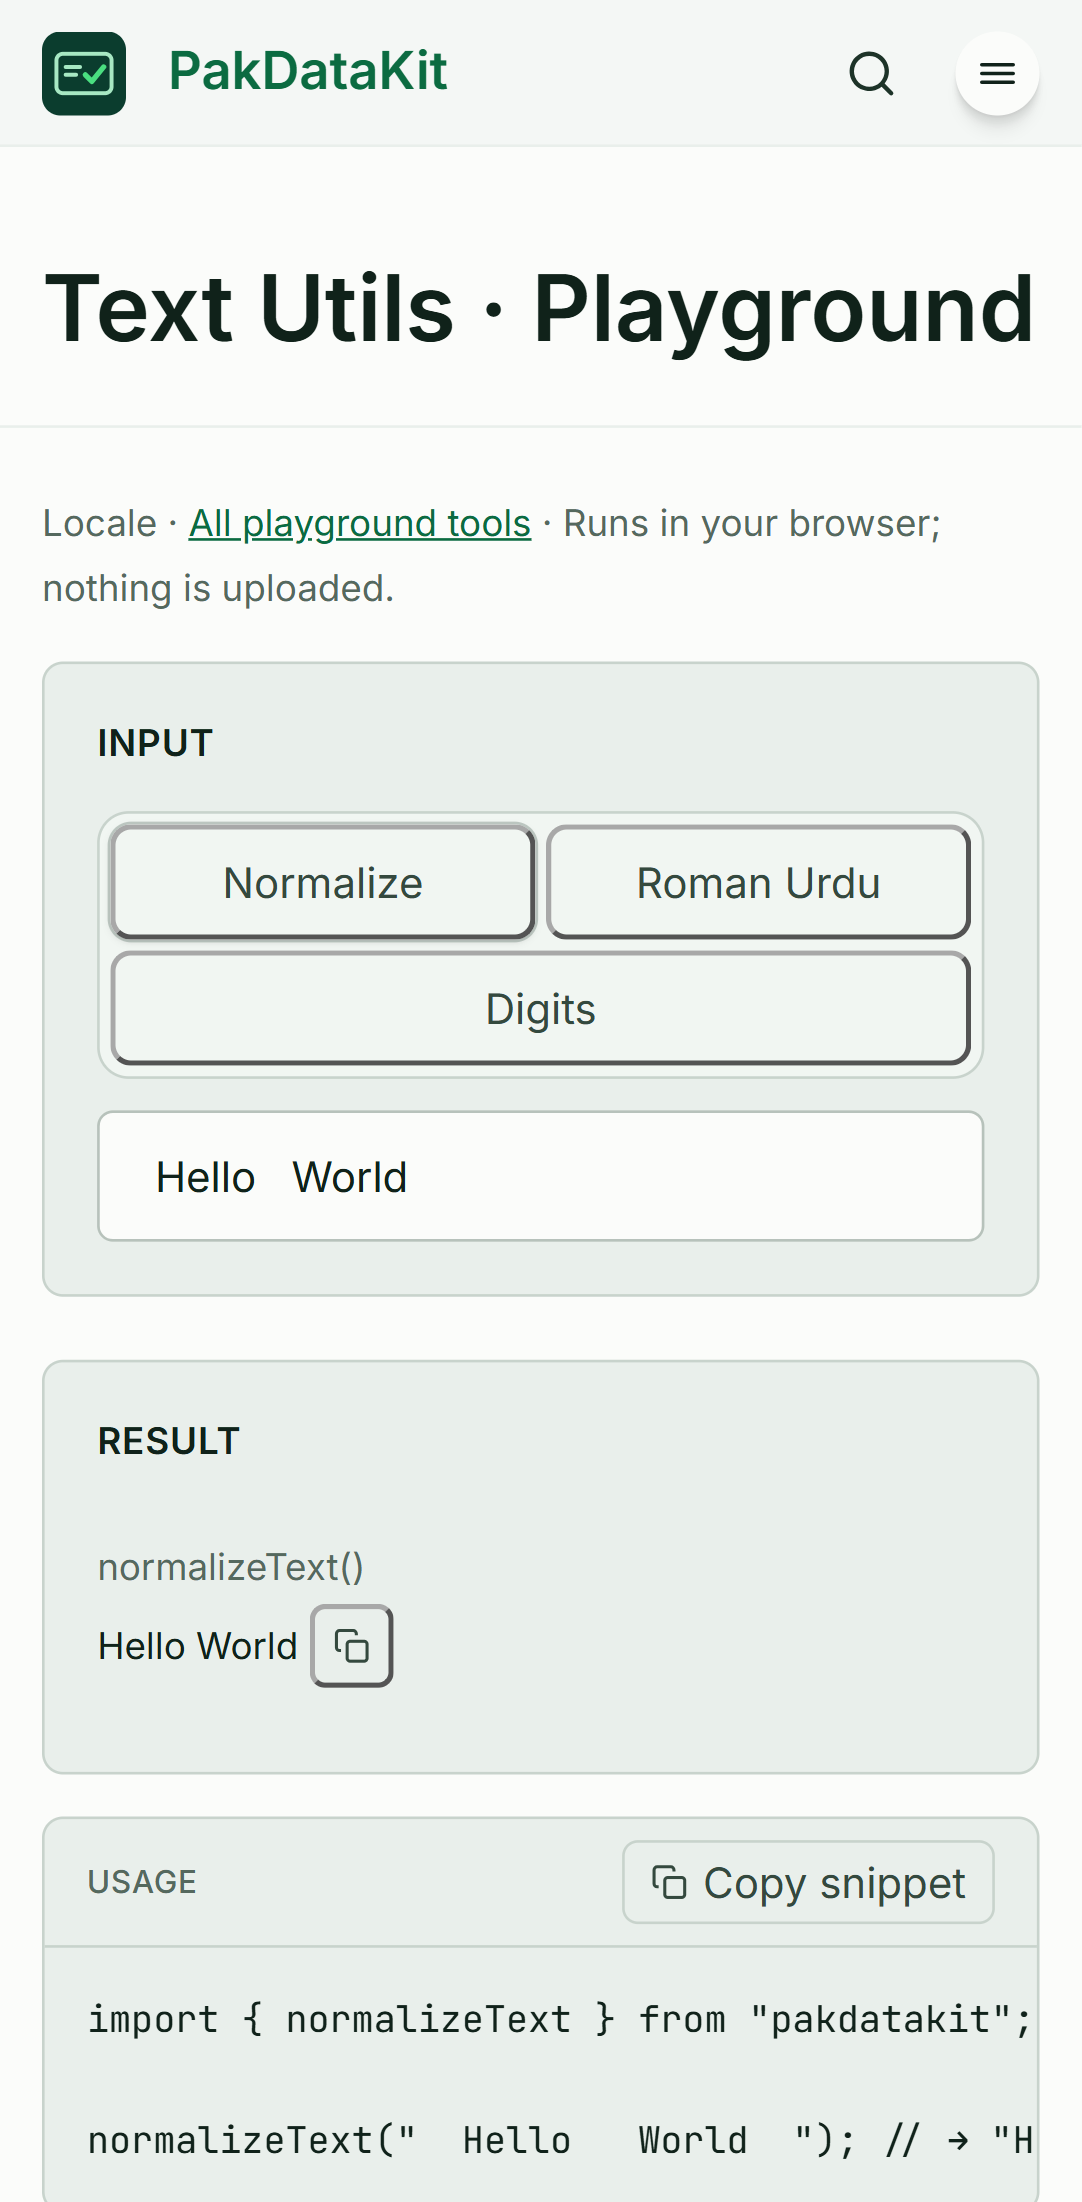 PakDataKit
Text Utils · Playground
Locale · All playground tools · Runs in your browser;
nothing is uploaded.
INPUT
Normalize
Roman Urdu
Digits
Hello   World
RESULT
normalizeText()
Hello World
USAGE
Copy snippet
import { normalizeText } from "pakdatakit";
normalizeText("  Hello   World  "); // → "H